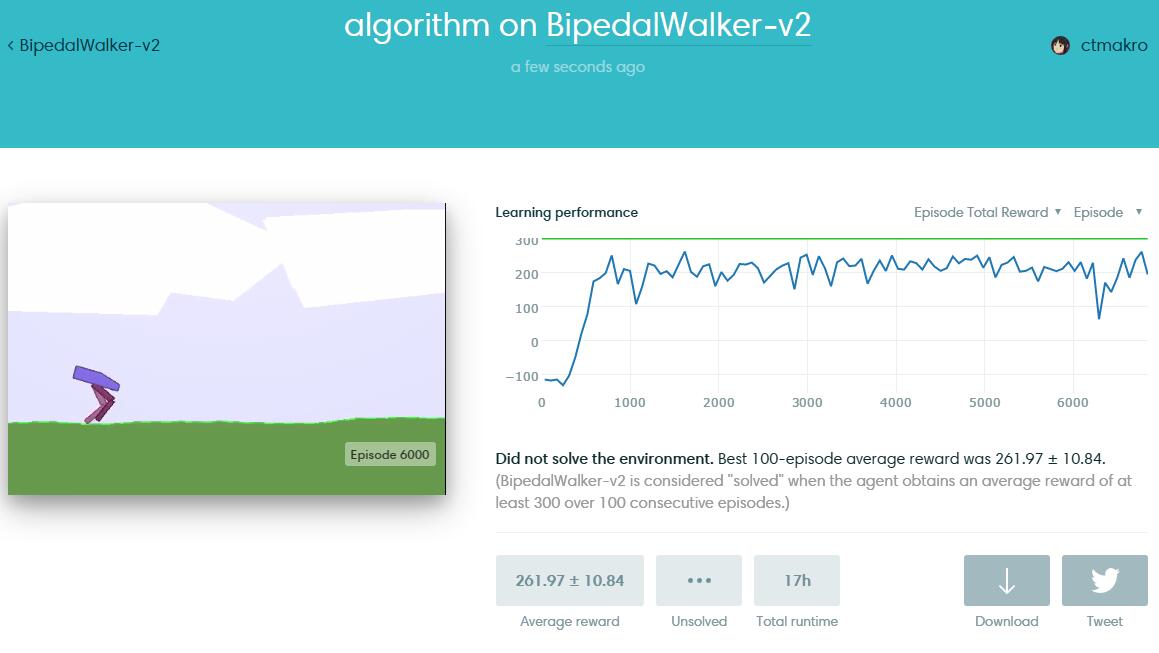 algorithm on BipedalWalker-v2
‹ BipedalWalker-v2
ctmakro
a few seconds ago
Learning performance
Episode Total Reward ▼ Episode ▼
300
200
100
0
−100
0 1000 2000 3000 4000 5000 6000
Episode 6000
Did not solve the environment. Best 100-episode average reward was 261.97 ± 10.84.
(BipedalWalker-v2 is considered "solved" when the agent obtains an average reward of at
least 300 over 100 consecutive episodes.)
261.97 ± 10.84 ••• 17h
Average reward Unsolved Total runtime Download Tweet